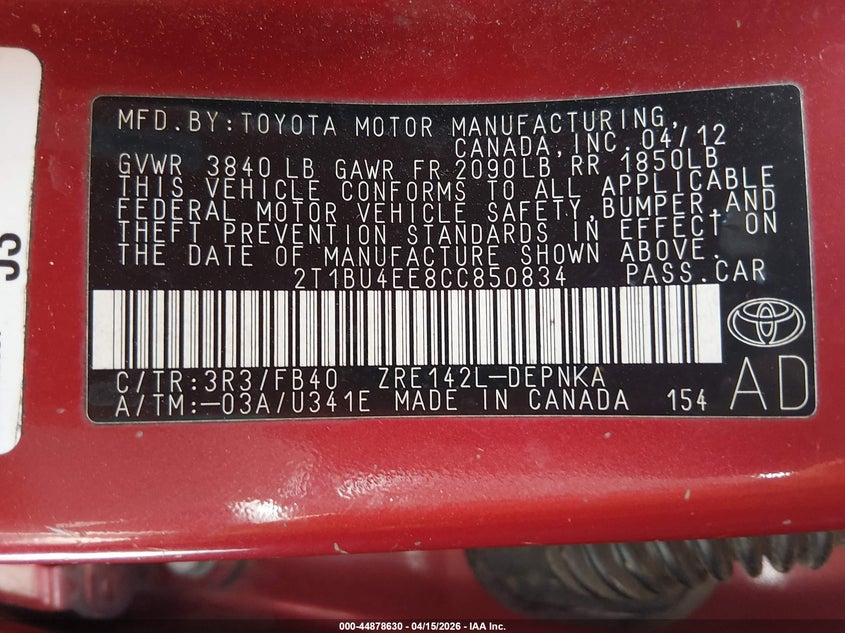 MFD.BY:TOYOTA MOTOR MANUFACTURING,
CANADA,INC. 04/12
GVWR 3840 LB GAWR FR 2090LB RR 1850LB
THIS VEHICLE CONFORMS TO ALL APPLICABLE
FEDERAL MOTOR VEHICLE SAFETY,BUMPER,AND
THEFT PREVENTION STANDARDS IN EFFECT ON
THE DATE OF MANUFACTURE SHOWN ABOVE.
2T1BU4EE8CC850834 PASS.CAR
C/TR:3R3/FB40 ZRE142L-DEPNKA
A/TM:-03A/U341E MADE IN CANADA 154
AD
000-44878630 - 04/15/2026 - IAA Inc.